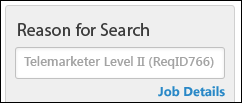 Reason for Search
Telemarketer Level II (ReqID766)
Job Details